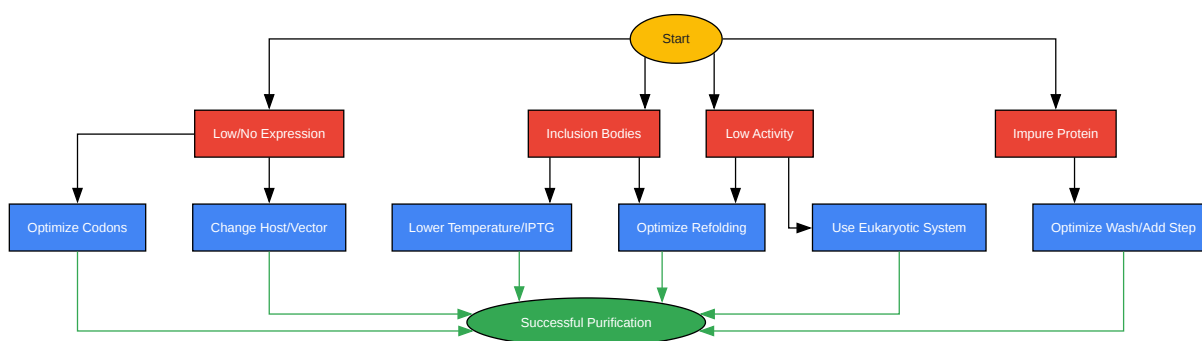 Start
Low/No Expression
Inclusion Bodies
Low Activity
Impure Protein
Optimize Codons
Change Host/Vector
Lower Temperature/IPTG
Optimize Refolding
Use Eukaryotic System
Optimize Wash/Add Step
Successful Purification